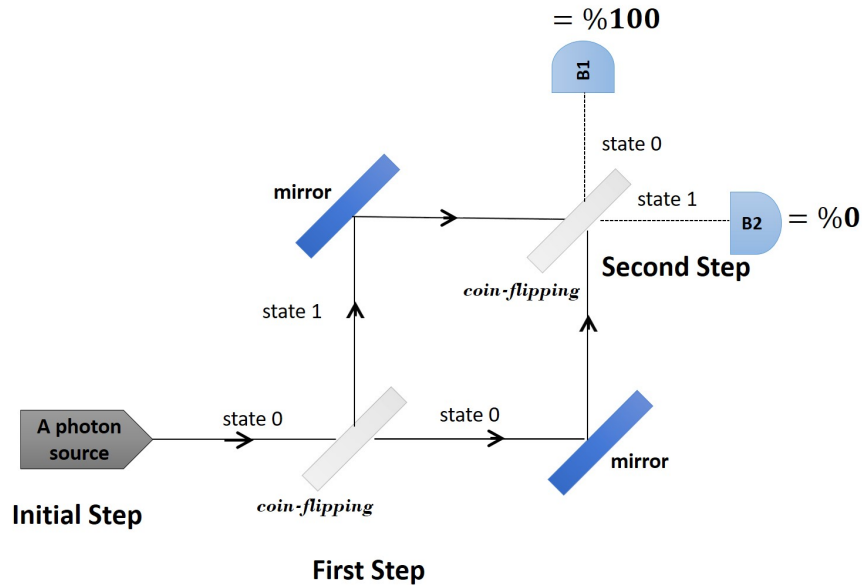 = %100
B1
state 0
mirror
state 1
B2
= %0
Second Step
coin-flipping
state 1
A photon
source
state 0
state 0
mirror
coin-flipping
Initial Step
First Step